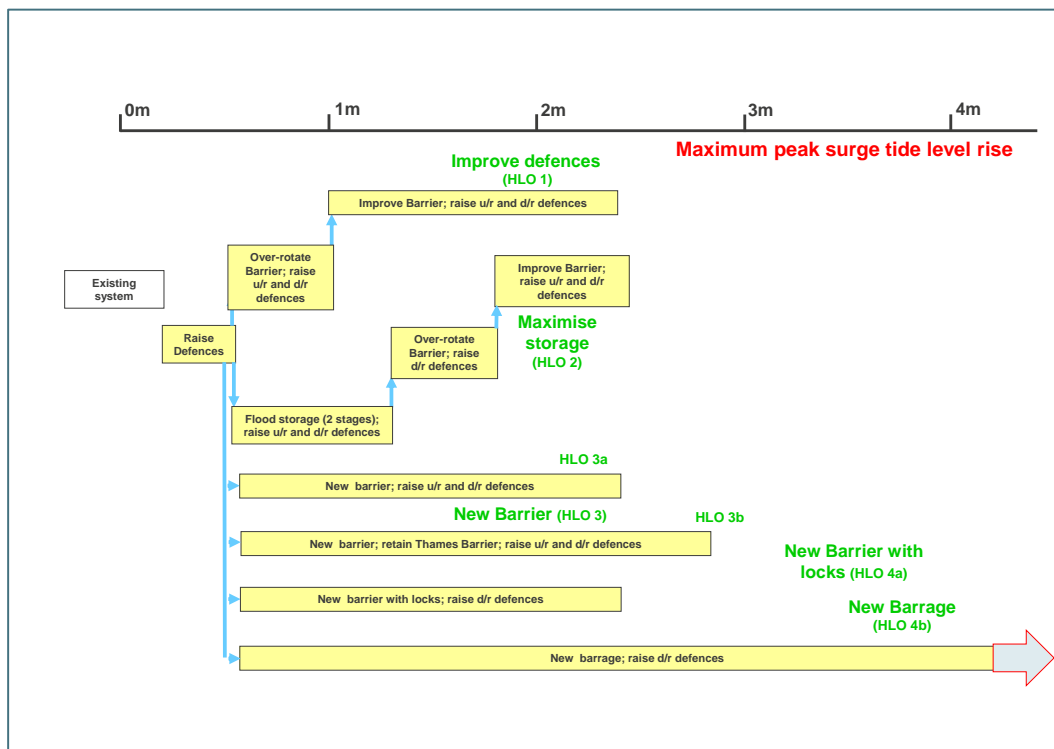 0m
1m
2m
3m
4m
Maximum peak surge tide level rise
Improve defences
(HLO 1)
Improve Barrier; raise u/r and d/r defences
Over-rotate
Barrier; raise
u/r and d/r
defences
Improve Barrier;
raise u/r and d/r
defences
Existing
system
Maximise
storage
(HLO 2)
Raise
Defences
Over-rotate
Barrier; raise
d/r defences
Flood storage (2 stages);
raise u/r and d/r defences
HLO 3a
New barrier; raise u/r and d/r defences
New Barrier (HLO 3)
HLO 3b
New barrier; retain Thames Barrier; raise u/r and d/r defences
New Barrier with
locks (HLO 4a)
New barrier with locks; raise d/r defences
New Barrage
(HLO 4b)
New barrage; raise d/r defences